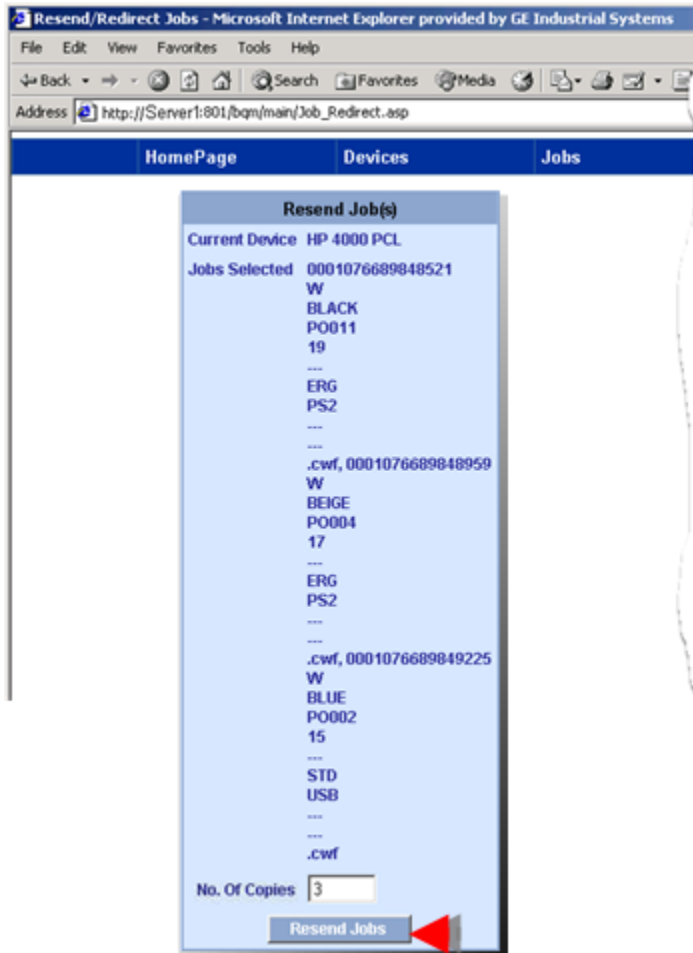 Resend/Redirect Jobs - Microsoft Internet Explorer provided by GE Industrial Systems
File Edit View Favorites Tools Help
Back Search Favorites Media
Address http://Server1:801/bqm/main/Job_Redirect.asp
HomePage Devices Jobs
Resend Job(s)
Current Device HP 4000 PCL
Jobs Selected 0001076689848521
W
BLACK
PO011
19
---
ERG
PS2
---
---
.cwf, 0001076689848959
W
BEIGE
PO004
17
---
ERG
PS2
---
---
.cwf, 0001076689849225
W
BLUE
PO002
15
---
STD
USB
---
---
.cwf
No. Of Copies 3
Resend Jobs